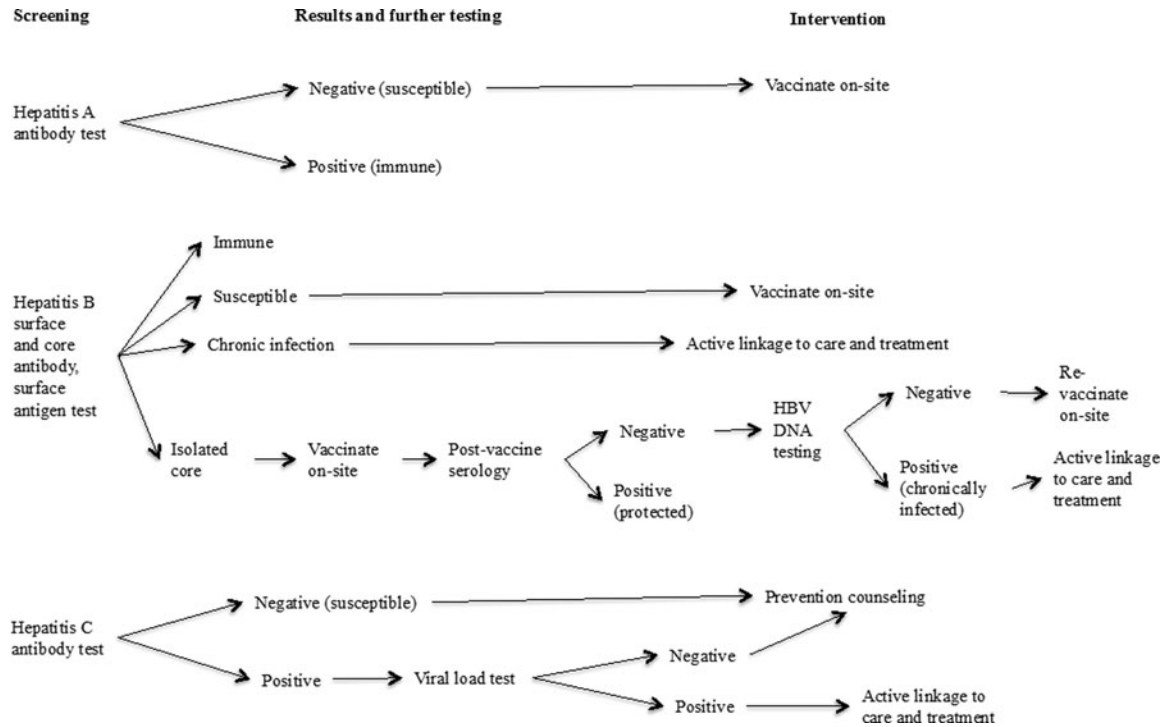 Screening
Results and further testing
Intervention
Hepatitis A
antibody test
Negative (susceptible)
Vaccinate on-site
Positive (immune)
Hepatitis B
surface
and core
antibody,
surface
antigen test
Immune
Susceptible
Vaccinate on-site
Chronic infection
Active linkage to care and treatment
Isolated
core
Vaccinate
on-site
Post-vaccine
serology
Negative
Positive
(protected)
HBV
DNA
testing
Negative
Re-
vaccinate
on-site
Positive
(chronically
infected)
Active linkage
to care and
treatment
Hepatitis C
antibody test
Negative (susceptible)
Prevention counseling
Positive
Viral load test
Negative
Positive
Active linkage to
care and treatment